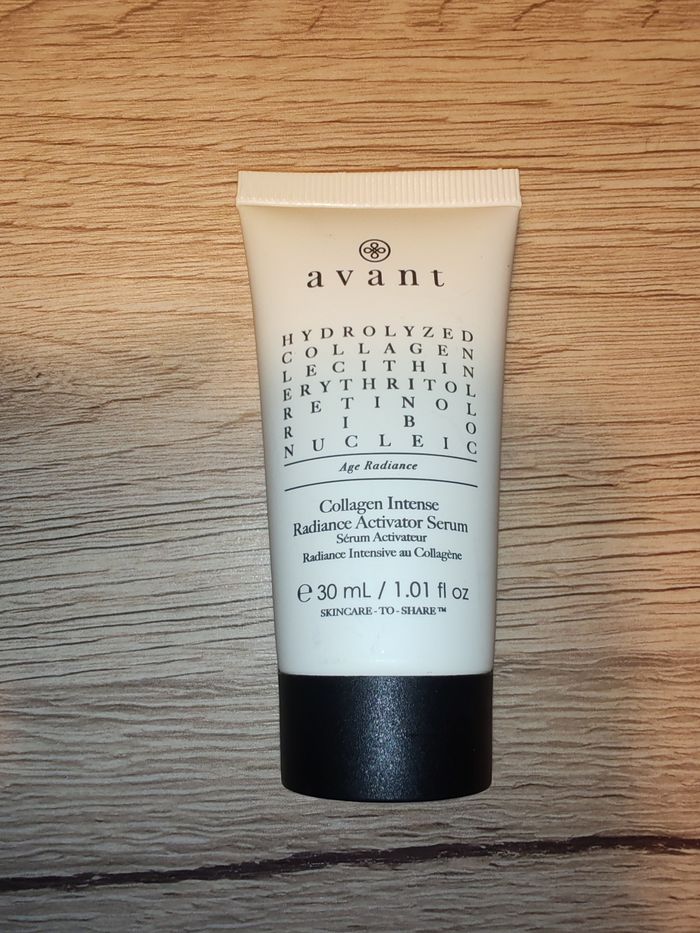 avant
HYDROLYZED
COLLAGEN
LECITHIN
ERYTHRITOL
RETINOL
R I B O
NUCLEIC
Age Radiance
Collagen Intense
Radiance Activator Serum
Sérum Activateur
Radiance Intensive au Collagène
℮ 30 mL / 1.01 fl oz
SKINCARE - TO - SHARE™